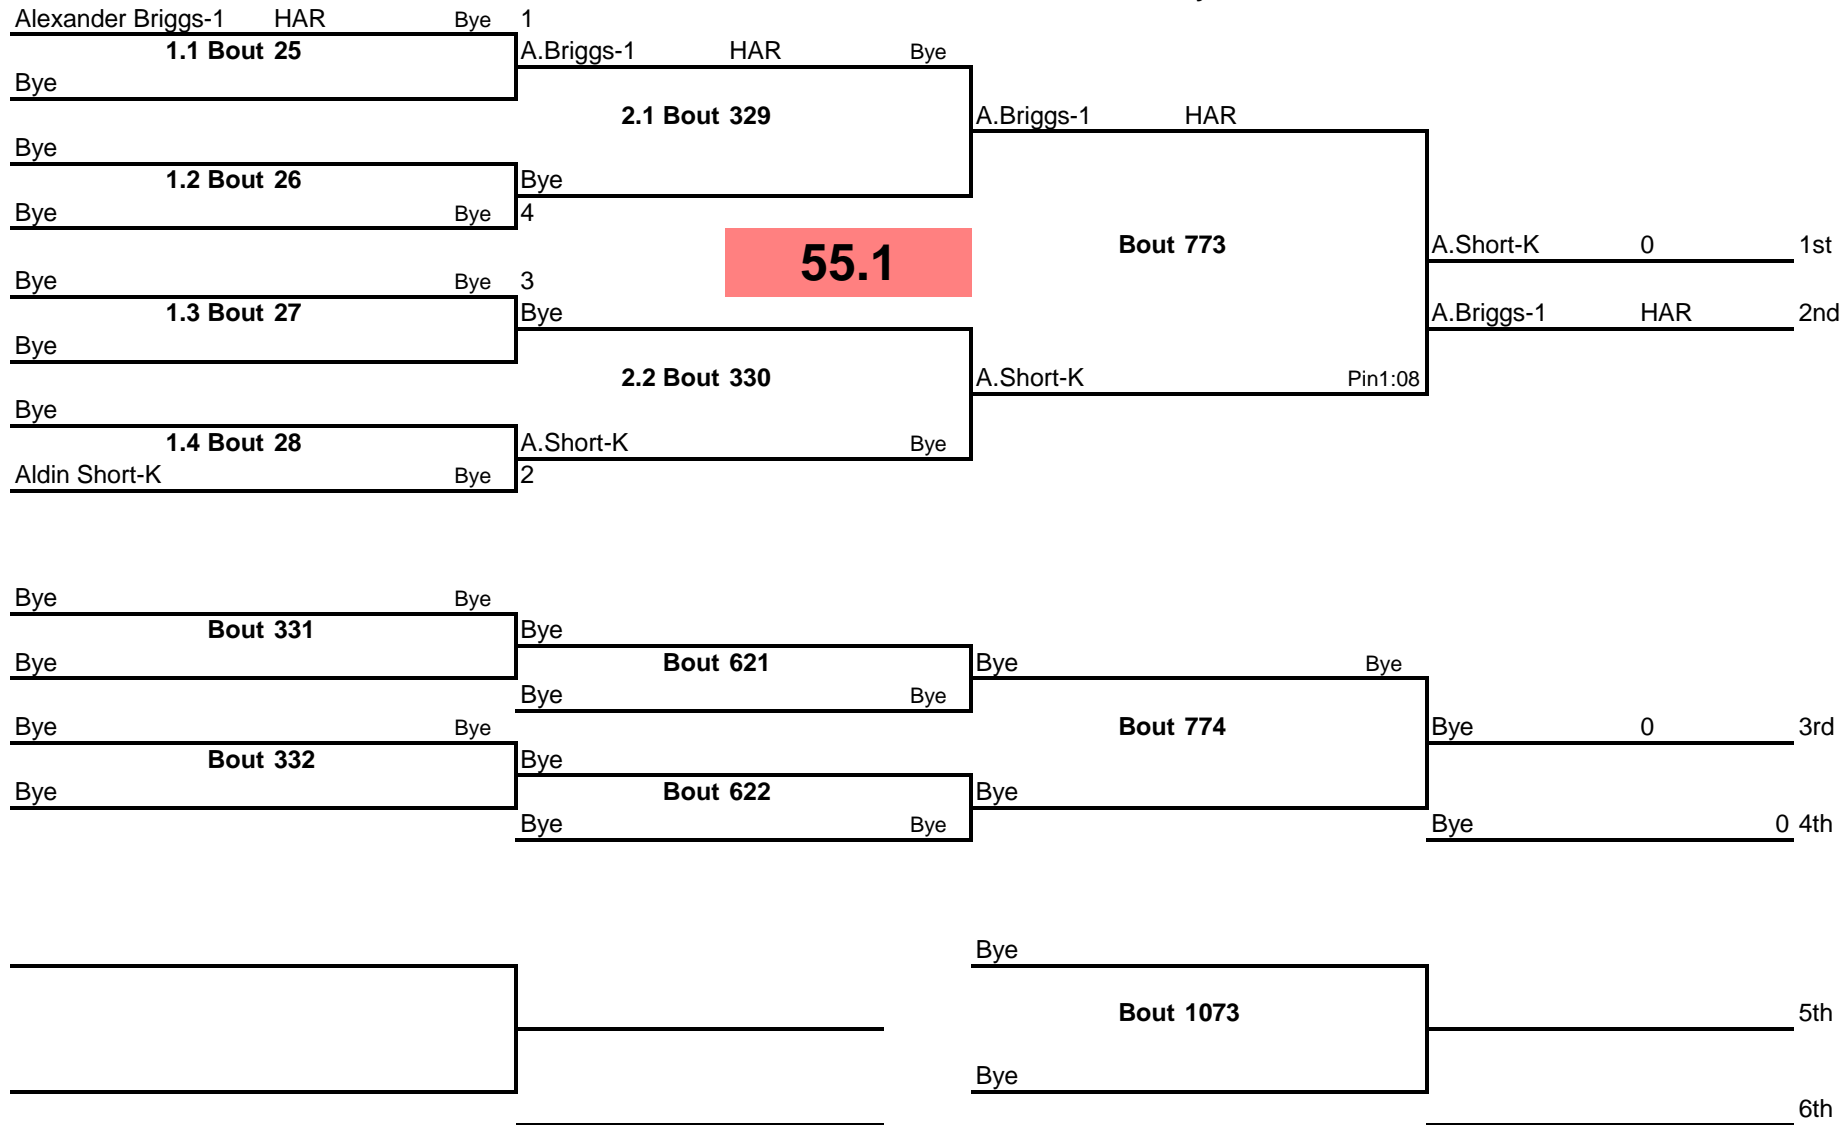 Alexander Briggs-1 HAR Bye 1
1.1 Bout 25 A.Briggs-1 HAR Bye
Bye
2.1 Bout 329 A.Briggs-1 HAR
Bye
1.2 Bout 26 Bye
Bye Bye 4
55.1 Bout 773 A.Short-K 0 1st
Bye Bye 3
1.3 Bout 27 Bye A.Briggs-1 HAR 2nd
Bye
2.2 Bout 330 A.Short-K Pin1:08
Bye
1.4 Bout 28 A.Short-K Bye
Aldin Short-K Bye 2
Bye Bye
Bout 331 Bye
Bye Bout 621 Bye Bye
Bye Bye
Bye Bye Bout 774 Bye 0 3rd
Bout 332 Bye
Bye Bout 622 Bye
Bye Bye Bye 0 4th
Bye
Bout 1073 5th
Bye
6th